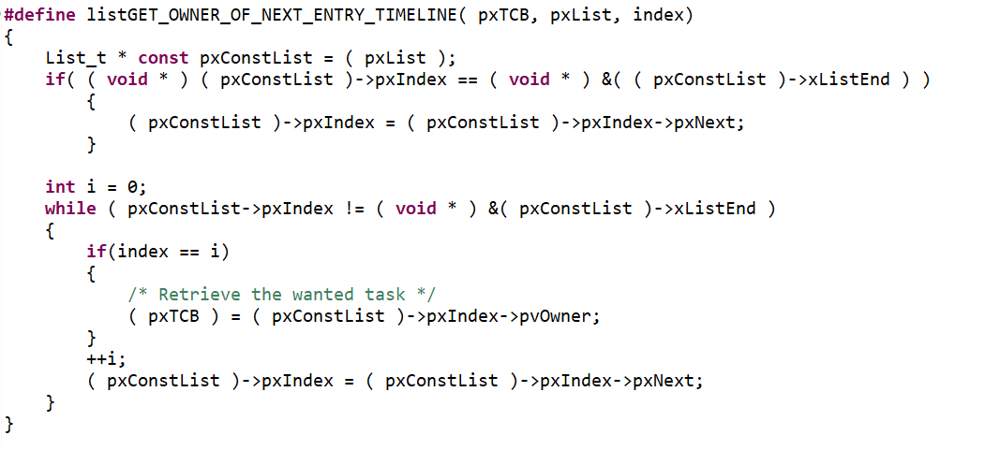 #define listGET_OWNER_OF_NEXT_ENTRY_TIMELINE( pxTCB, pxList, index)
{
    List_t * const pxConstList = ( pxList );
    if( ( void * ) ( pxConstList )->pxIndex == ( void * ) &( ( pxConstList )->xListEnd ) )
        {
            ( pxConstList )->pxIndex = ( pxConstList )->pxIndex->pxNext;
        }
    int i = 0;
    while ( pxConstList->pxIndex != ( void * ) &( pxConstList )->xListEnd )
    {
        if(index == i)
        {
            /* Retrieve the wanted task */
            ( pxTCB ) = ( pxConstList )->pxIndex->pvOwner;
        }
        ++i;
        ( pxConstList )->pxIndex = ( pxConstList )->pxIndex->pxNext;
    }
}